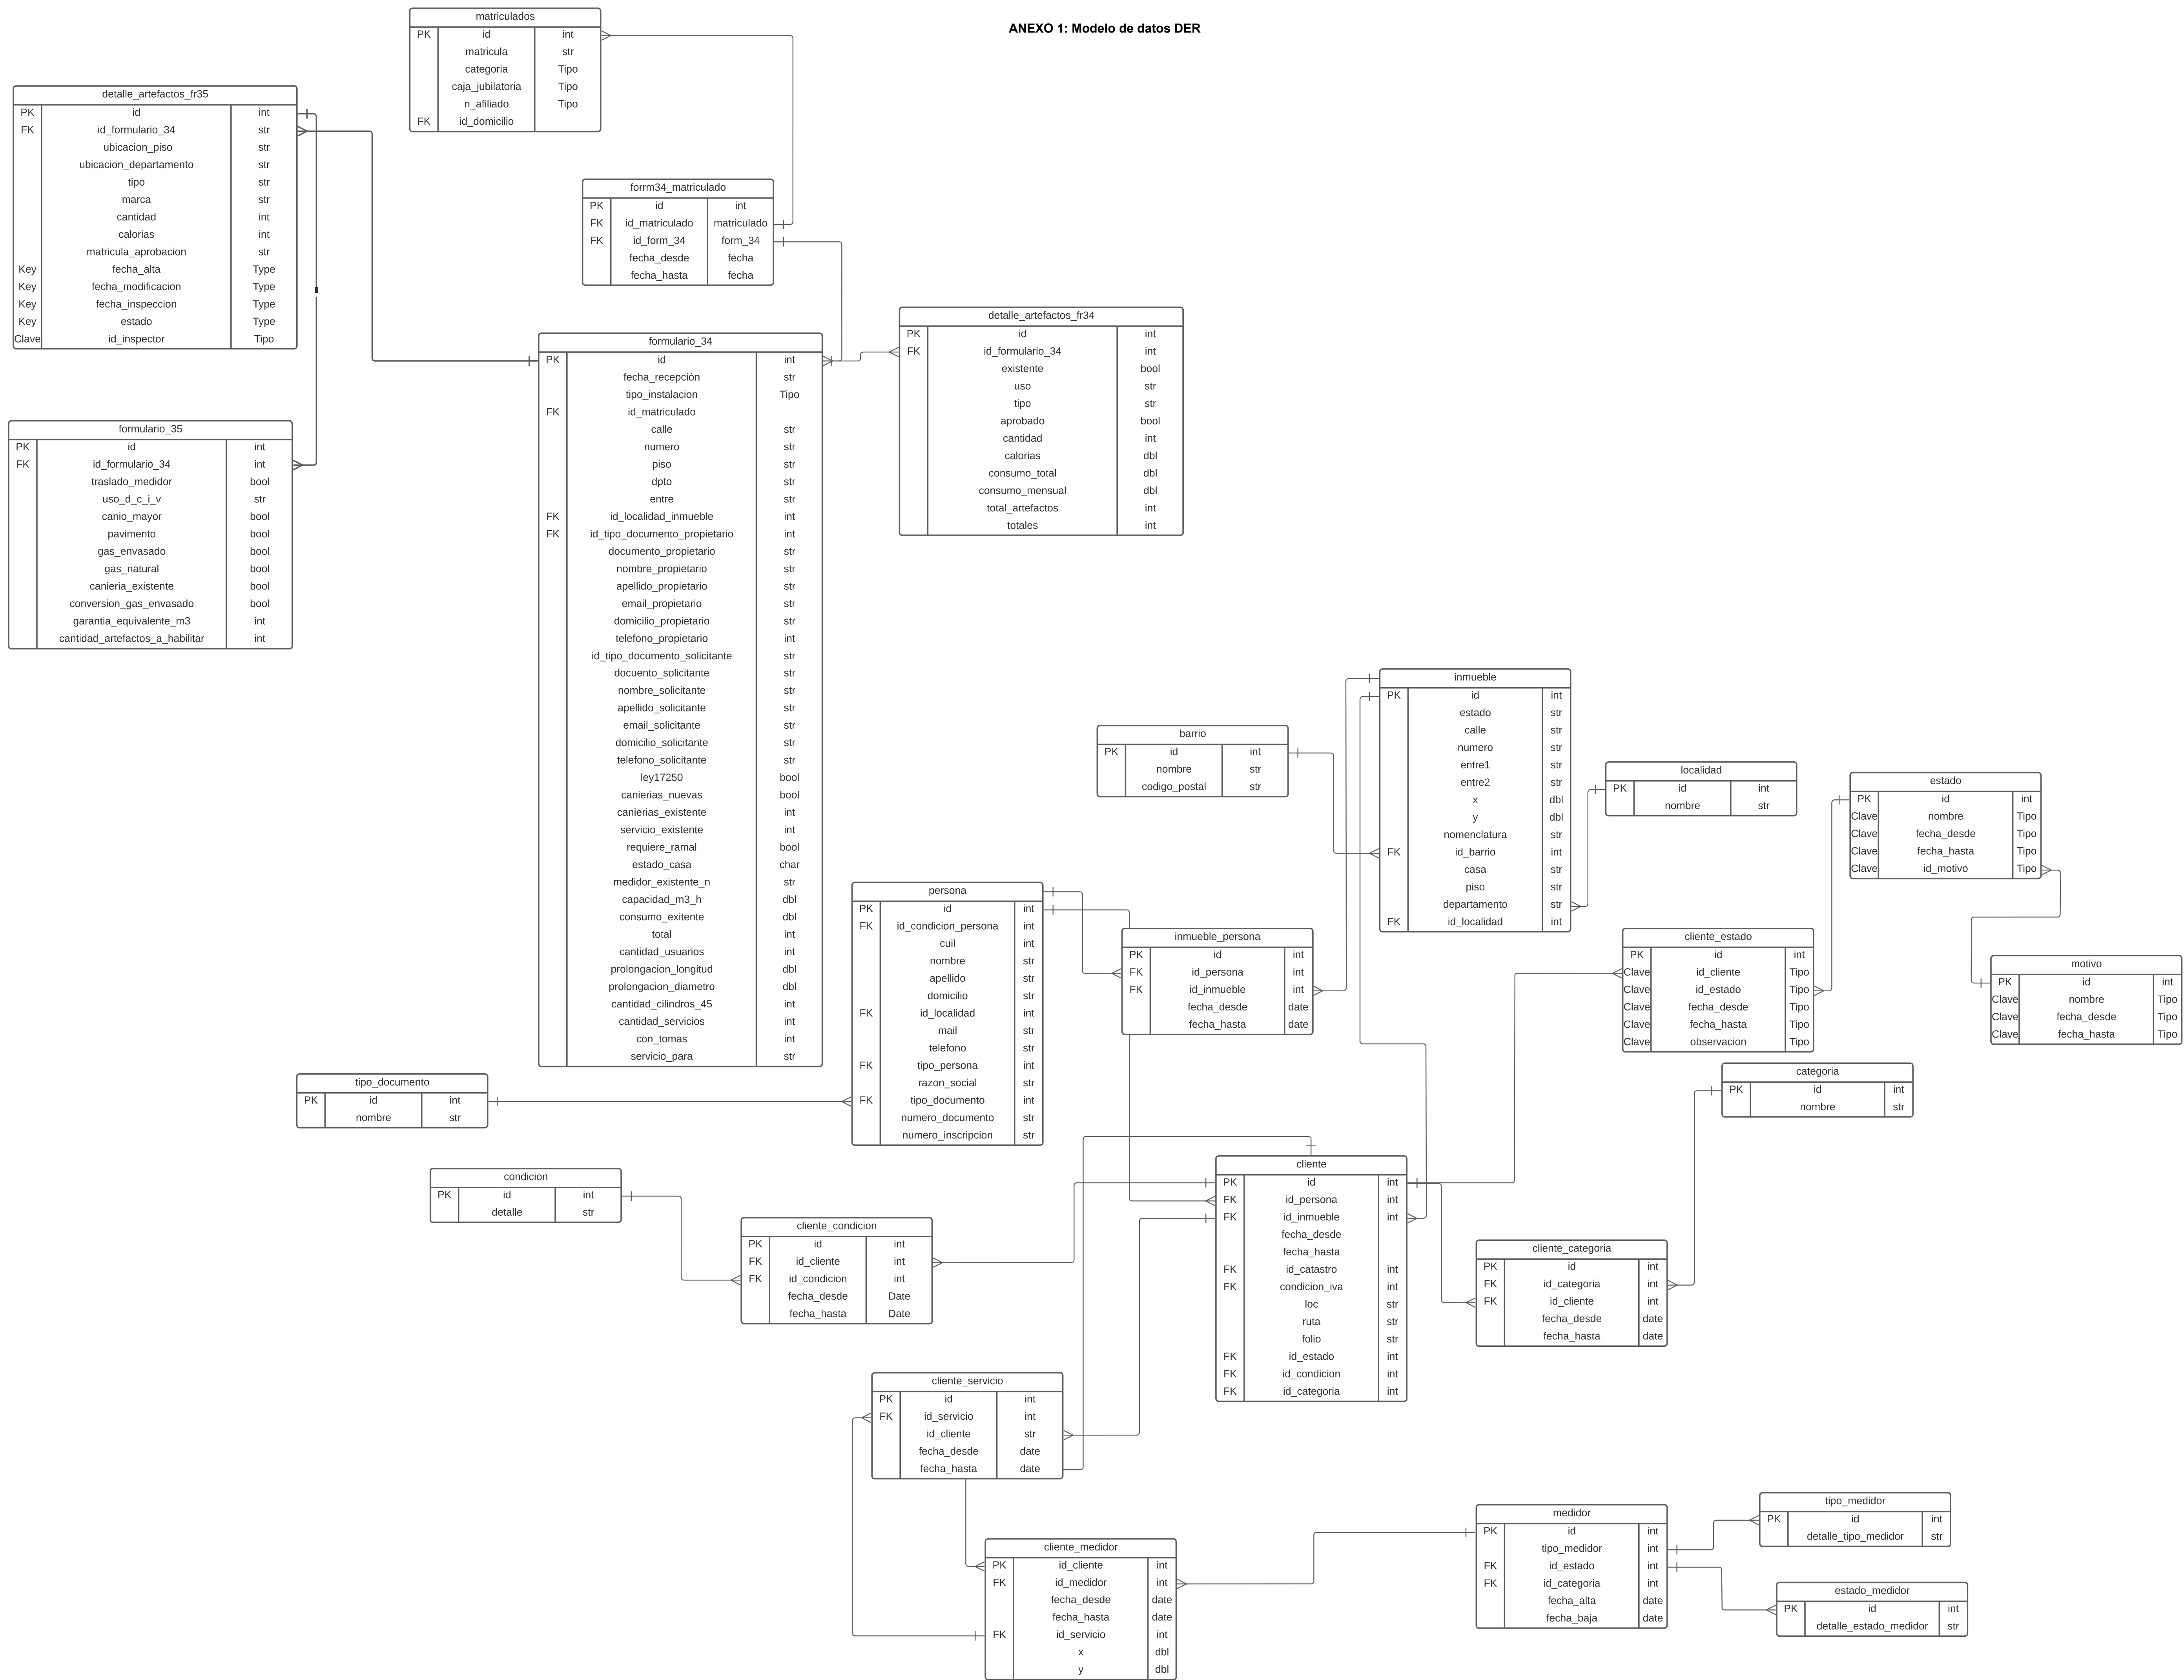 ANEXO 1: Modelo de datos DER
matriculados
PK id int
matricula str
categoria Tipo
caja_jubilatoria Tipo
n_afiliado Tipo
FK id_domicilio
detalle_artefactos_fr35
PK id int
FK id_formulario_34 str
ubicacion_piso str
ubicacion_departamento str
tipo str
marca str
cantidad int
calorias int
matricula_aprobacion str
Key fecha_alta Type
Key fecha_modificacion Type
Key fecha_inspeccion Type
Key estado Type
Clave id_inspector Tipo
forrm34_matriculado
PK id int
FK id_matriculado matriculado
FK id_form_34 form_34
fecha_desde fecha
fecha_hasta fecha
detalle_artefactos_fr34
PK id int
FK id_formulario_34 int
existente bool
uso str
tipo str
aprobado bool
cantidad int
calorias dbl
consumo_total dbl
consumo_mensual dbl
total_artefactos int
totales int
formulario_34
PK id int
fecha_recepción str
tipo_instalacion Tipo
FK id_matriculado
calle str
numero str
piso str
dpto str
entre str
FK id_localidad_inmueble int
FK id_tipo_documento_propietario int
documento_propietario str
nombre_propietario str
apellido_propietario str
email_propietario str
domicilio_propietario str
telefono_propietario int
id_tipo_documento_solicitante str
docuento_solicitante str
nombre_solicitante str
apellido_solicitante str
email_solicitante str
domicilio_solicitante str
telefono_solicitante str
ley17250 bool
canierias_nuevas bool
canierias_existente int
servicio_existente int
requiere_ramal bool
estado_casa char
medidor_existente_n str
capacidad_m3_h dbl
consumo_exitente dbl
total int
cantidad_usuarios int
prolongacion_longitud dbl
prolongacion_diametro dbl
cantidad_cilindros_45 int
cantidad_servicios int
con_tomas int
servicio_para str
formulario_35
PK id int
FK id_formulario_34 int
traslado_medidor bool
uso_d_c_i_v str
canio_mayor bool
pavimento bool
gas_envasado bool
gas_natural bool
canieria_existente bool
conversion_gas_envasado bool
garantia_equivalente_m3 int
cantidad_artefactos_a_habilitar int
inmueble
PK id int
estado str
calle str
numero str
entre1 str
entre2 str
x dbl
y dbl
nomenclatura str
FK id_barrio int
casa str
piso str
departamento str
FK id_localidad int
barrio
PK id int
nombre str
codigo_postal str
localidad
PK id int
nombre str
estado
PK id int
Clave nombre Tipo
Clave fecha_desde Tipo
Clave fecha_hasta Tipo
Clave id_motivo Tipo
persona
PK id int
FK id_condicion_persona int
cuil int
nombre str
apellido str
domicilio str
FK id_localidad int
mail str
telefono str
FK tipo_persona int
razon_social str
FK tipo_documento int
numero_documento str
numero_inscripcion str
inmueble_persona
PK id int
FK id_persona int
FK id_inmueble int
fecha_desde date
fecha_hasta date
cliente_estado
PK id int
Clave id_cliente Tipo
Clave id_estado Tipo
Clave fecha_desde Tipo
Clave fecha_hasta Tipo
Clave observacion Tipo
motivo
PK id int
Clave nombre Tipo
Clave fecha_desde Tipo
Clave fecha_hasta Tipo
categoria
PK id int
nombre str
tipo_documento
PK id int
nombre str
condicion
PK id int
detalle str
cliente
PK id int
FK id_persona int
FK id_inmueble int
fecha_desde
fecha_hasta
FK id_catastro int
FK condicion_iva int
loc str
ruta str
folio str
FK id_estado int
FK id_condicion int
FK id_categoria int
cliente_condicion
PK id int
FK id_cliente int
FK id_condicion int
fecha_desde Date
fecha_hasta Date
cliente_categoria
PK id int
FK id_categoria int
FK id_cliente int
fecha_desde date
fecha_hasta date
cliente_servicio
PK id int
FK id_servicio int
id_cliente str
fecha_desde date
fecha_hasta date
cliente_medidor
PK id_cliente int
FK id_medidor int
fecha_desde date
fecha_hasta date
FK id_servicio int
x dbl
y dbl
medidor
PK id int
tipo_medidor int
FK id_estado int
FK id_categoria int
fecha_alta date
fecha_baja date
tipo_medidor
PK id int
detalle_tipo_medidor str
estado_medidor
PK id int
detalle_estado_medidor str